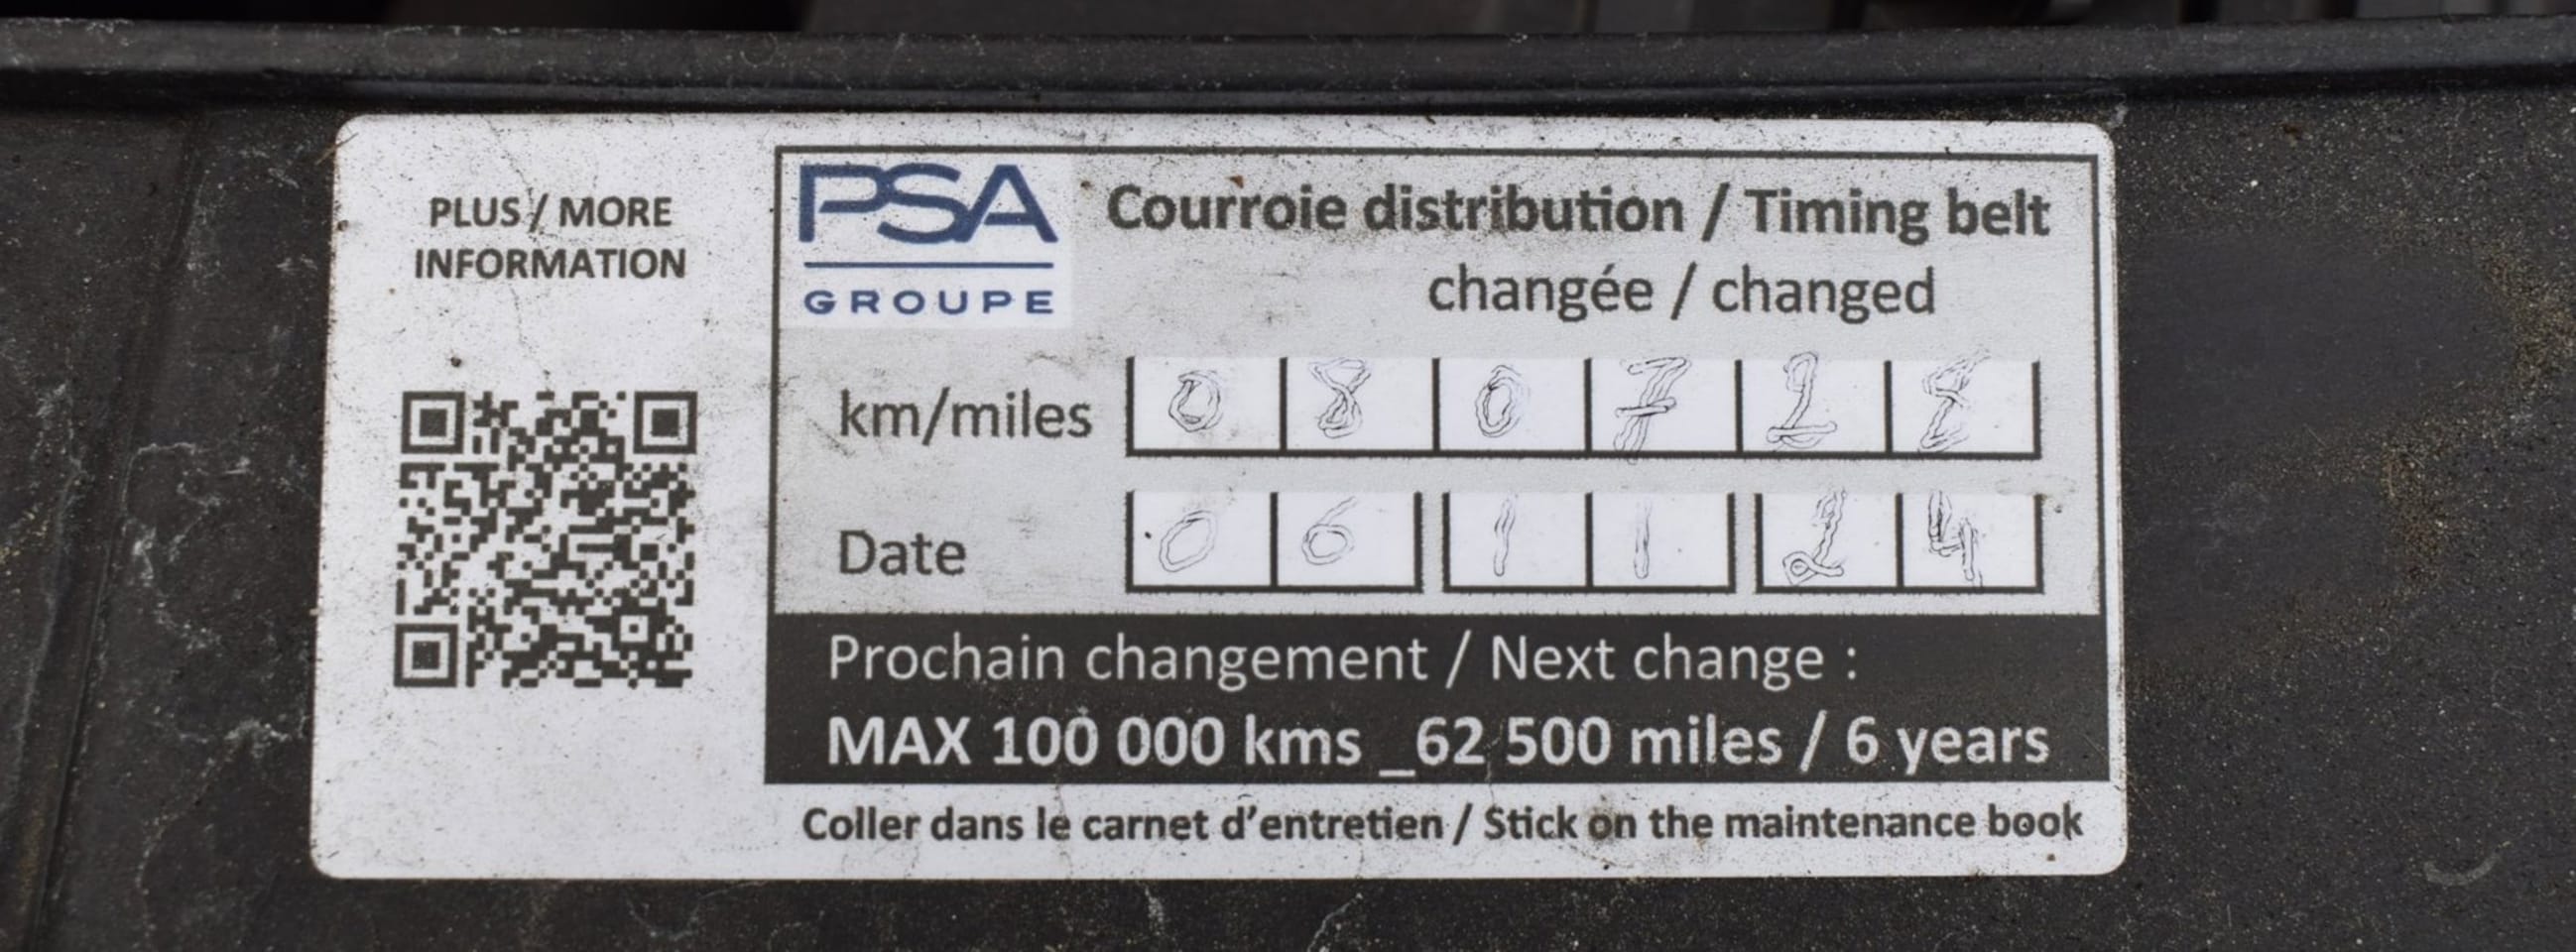 PLUS / MORE
INFORMATION
PSA
GROUPE
Courroie distribution / Timing belt
changée / changed
km/miles 0 8 0 7 2 8
Date 0 6 1 1 2 4
Prochain changement / Next change :
MAX 100 000 kms _62 500 miles / 6 years
Coller dans le carnet d'entretien / Stick on the maintenance book